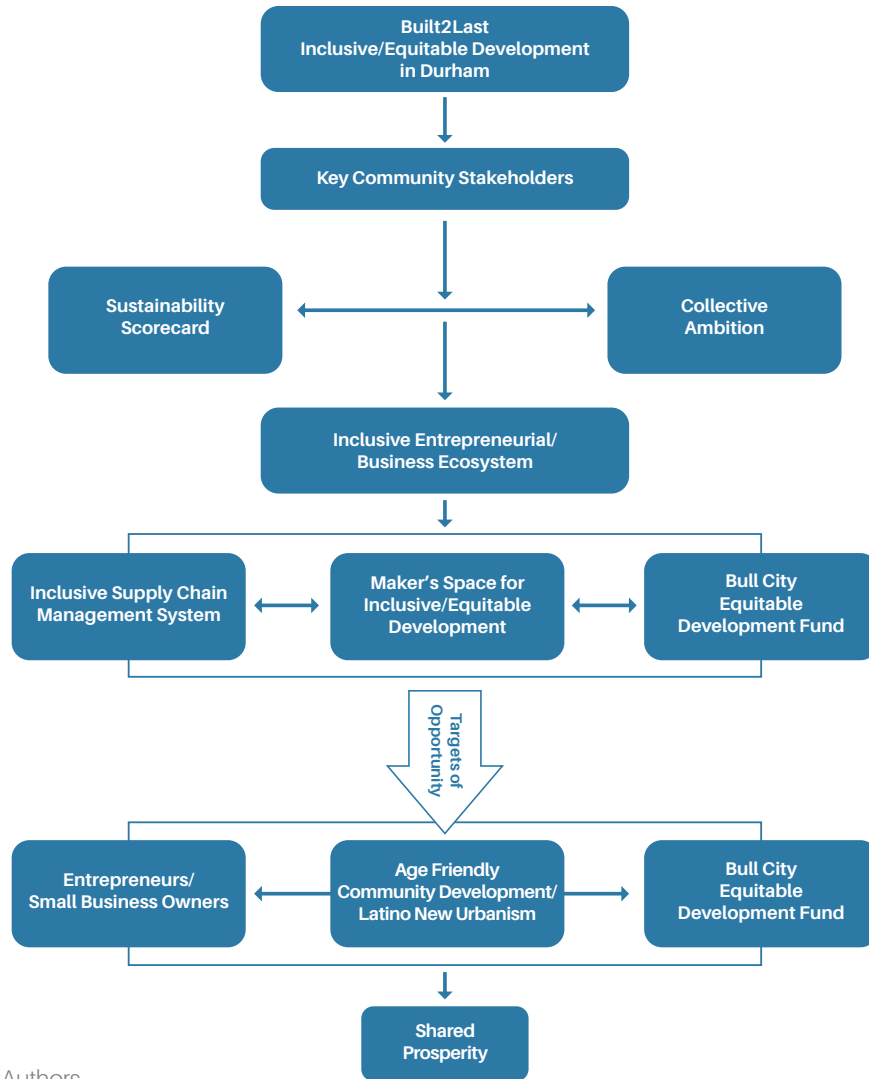 Built2Last
Inclusive/Equitable Development
in Durham
Key Community Stakeholders
Sustainability
Scorecard
Collective
Ambition
Inclusive Entrepreneurial/
Business Ecosystem
Inclusive Supply Chain
Management System
Maker's Space for
Inclusive/Equitable
Development
Bull City
Equitable
Development Fund
Targets of
Opportunity
Entrepreneurs/
Small Business Owners
Age Friendly
Community Development/
Latino New Urbanism
Bull City
Equitable
Development Fund
Shared
Prosperity
Authors